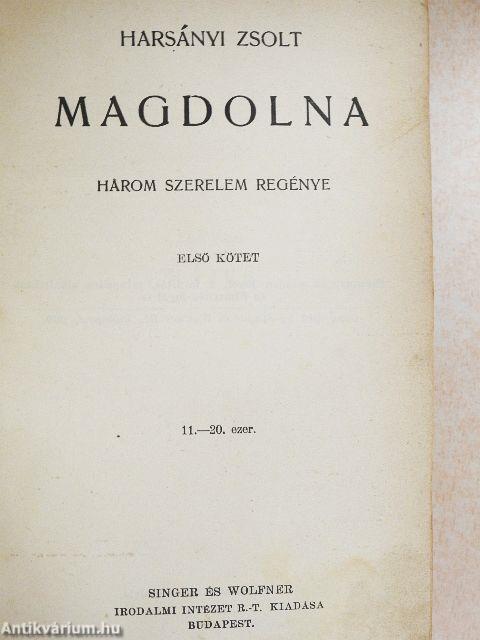 HARSÁNYI ZSOLT
MAGDOLNA
HÁROM SZERELEM REGÉNYE
ELSŐ KÖTET
11.—20. ezer.
SINGER ÉS WOLFNER
IRODALMI INTÉZET R.-T. KIADÁSA
BUDAPEST.
Antikvárium.hu